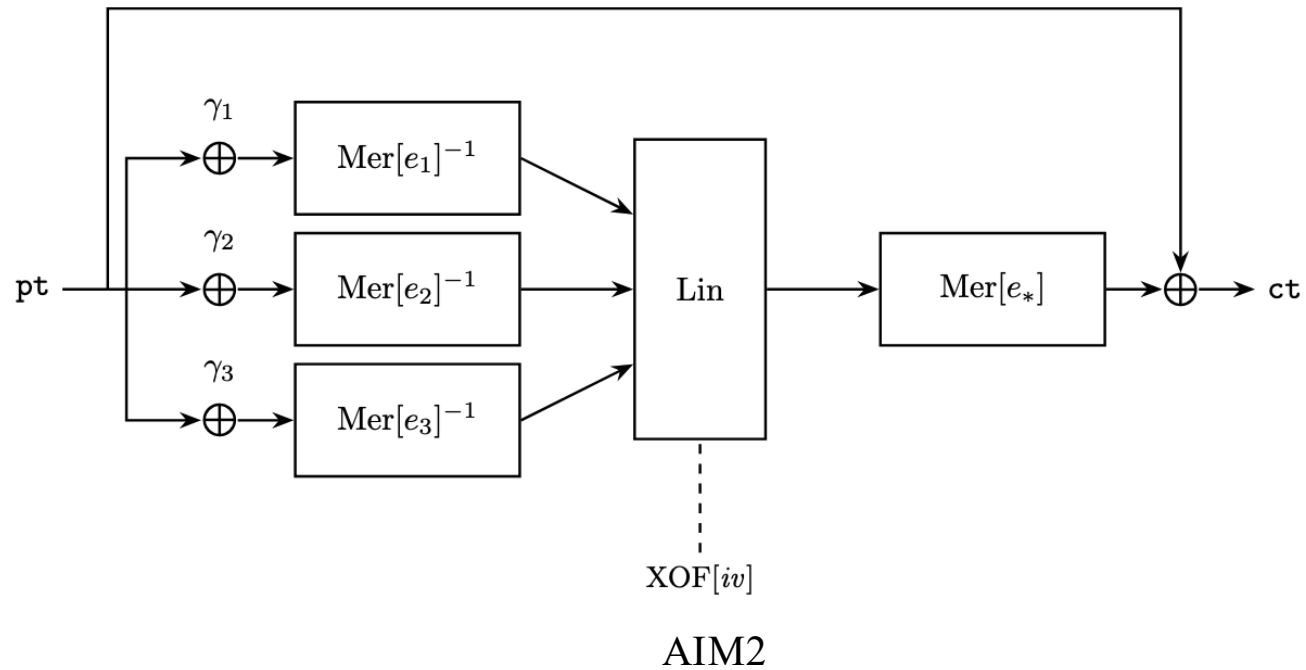 γ₁
Mer[e₁]⁻¹
γ₂
pt
Mer[e₂]⁻¹
Lin
Mer[e∗]
ct
γ₃
Mer[e₃]⁻¹
XOF[iv]
AIM2